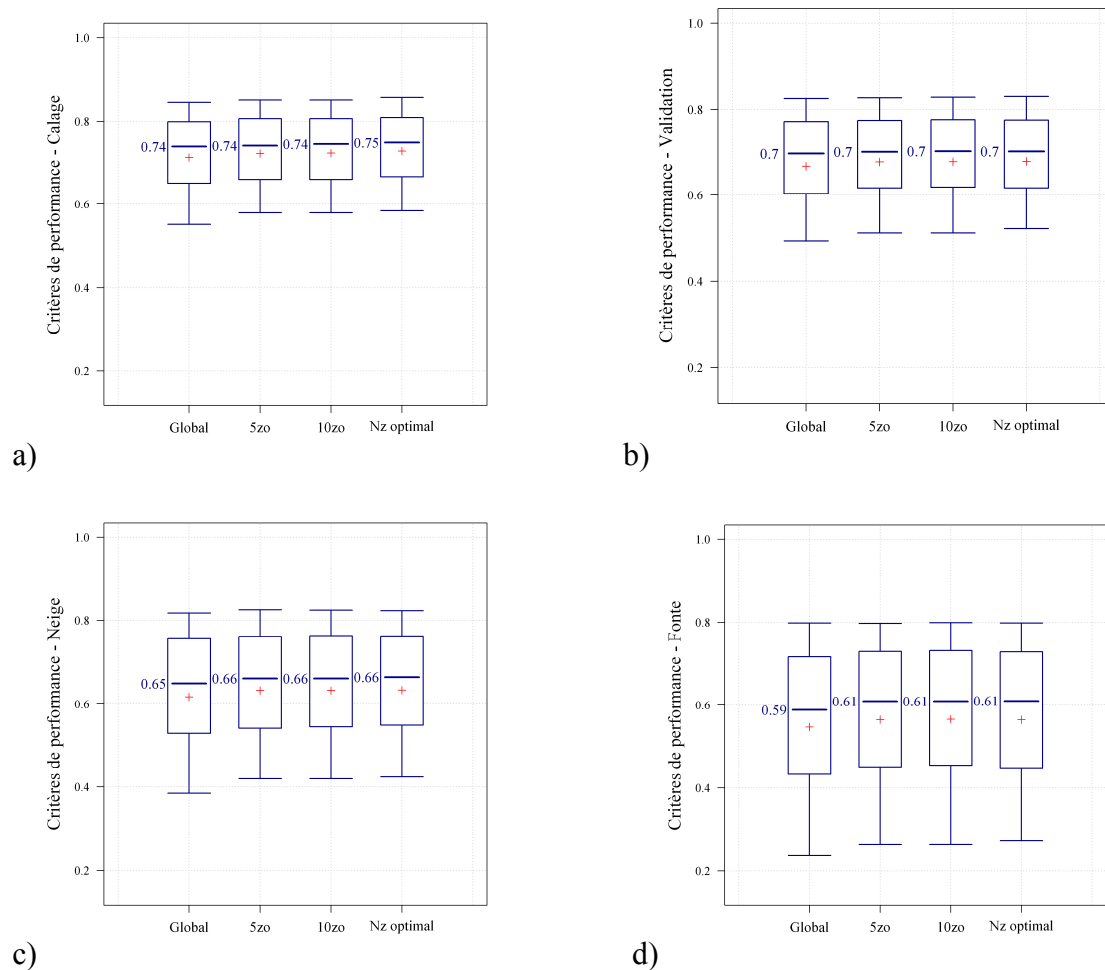 Critères de performance - Calage
1.0
0.8
0.6
0.4
0.2
0.74
0.74
0.74
0.75
Global
5zo
10zo
Nz optimal
a)
Critères de performance - Validation
1.0
0.8
0.6
0.4
0.2
0.7
0.7
0.7
0.7
Global
5zo
10zo
Nz optimal
b)
Critères de performance - Neige
1.0
0.8
0.6
0.4
0.2
0.65
0.66
0.66
0.66
Global
5zo
10zo
Nz optimal
c)
Critères de performance - Fonte
1.0
0.8
0.6
0.4
0.2
0.59
0.61
0.61
0.61
Global
5zo
10zo
Nz optimal
d)